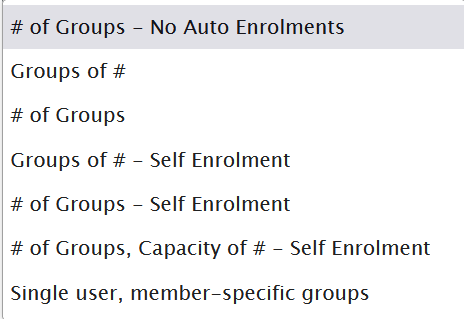 # of Groups – No Auto Enrolments
Groups of #
# of Groups
Groups of # – Self Enrolment
# of Groups – Self Enrolment
# of Groups, Capacity of # – Self Enrolment
Single user, member-specific groups